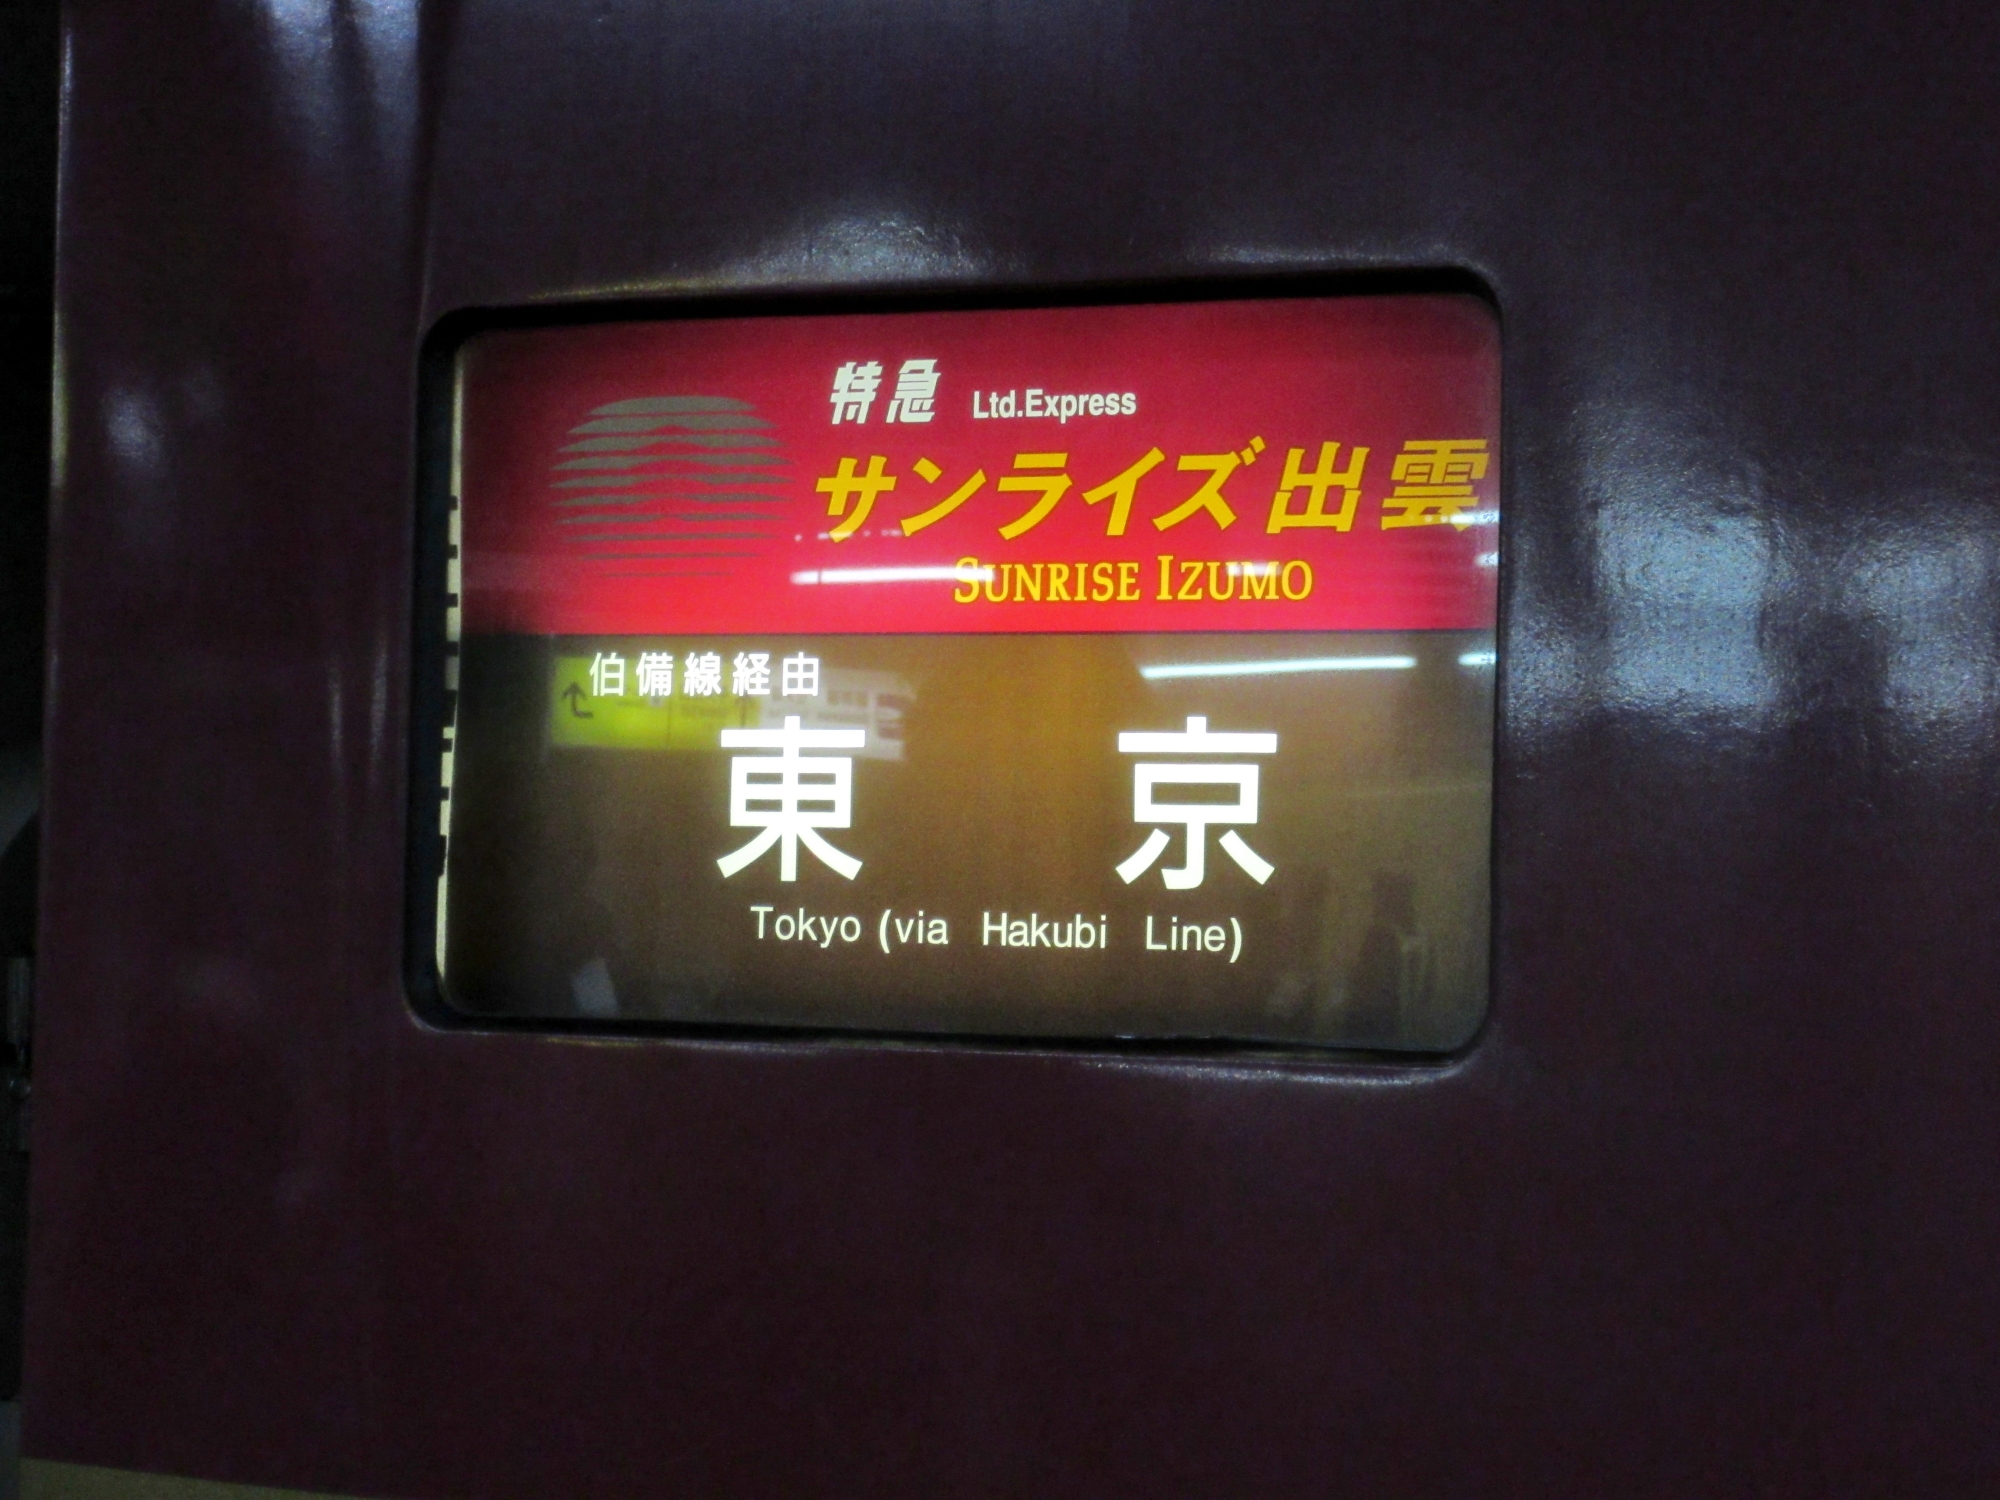 特急 Ltd.Express
サンライズ出雲
SUNRISE IZUMO
伯備線経由
東京
Tokyo (via Hakubi Line)